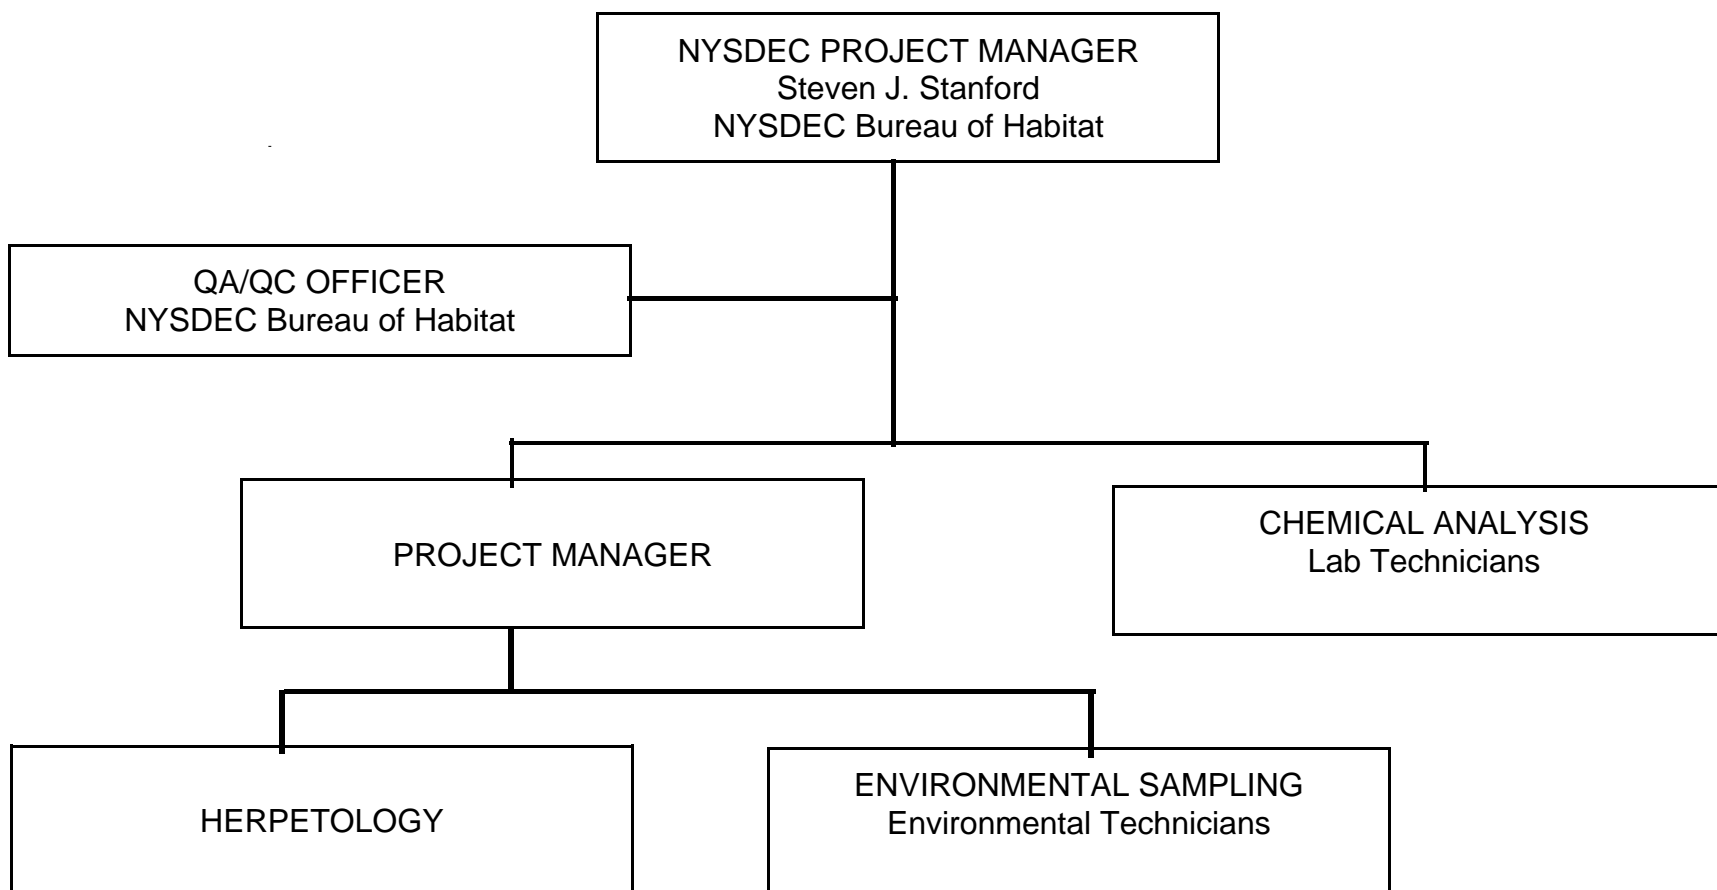 NYSDEC PROJECT MANAGER
Steven J. Stanford
NYSDEC Bureau of Habitat
QA/QC OFFICER
NYSDEC Bureau of Habitat
PROJECT MANAGER
CHEMICAL ANALYSIS
Lab Technicians
HERPETOLOGY
ENVIRONMENTAL SAMPLING
Environmental Technicians